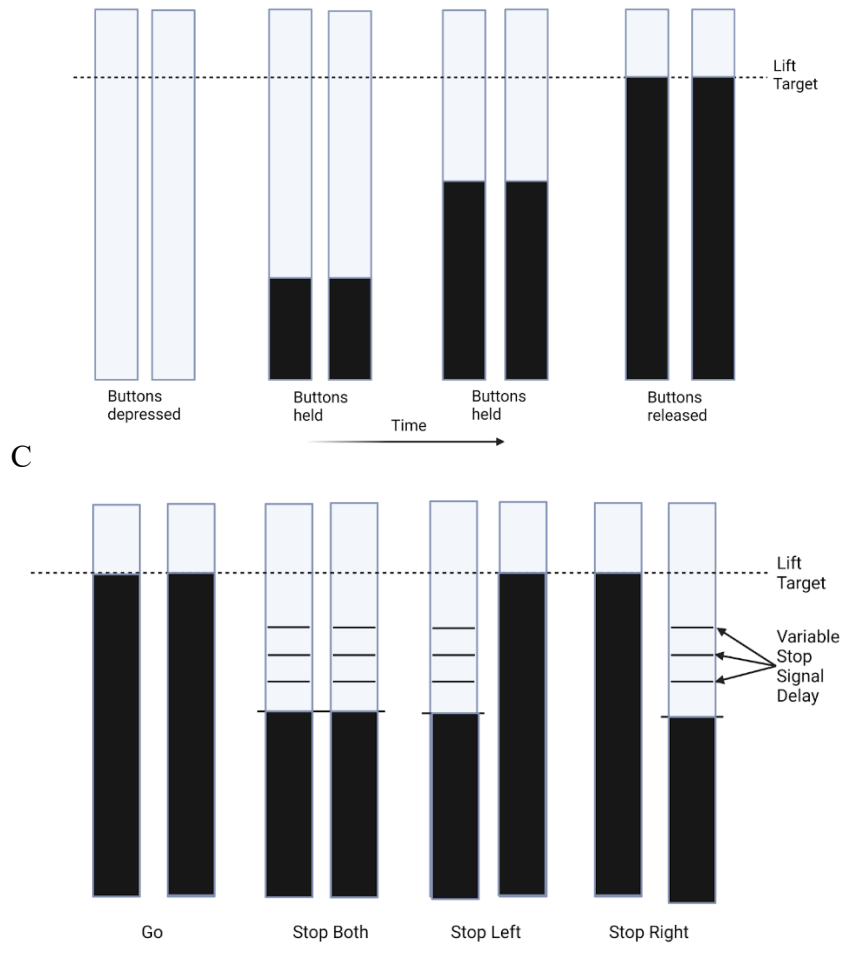 Lift
Target
Buttons
depressed
Buttons
held
Buttons
held
Buttons
released
Time
C
Lift
Target
Variable
Stop
Signal
Delay
Go
Stop Both
Stop Left
Stop Right